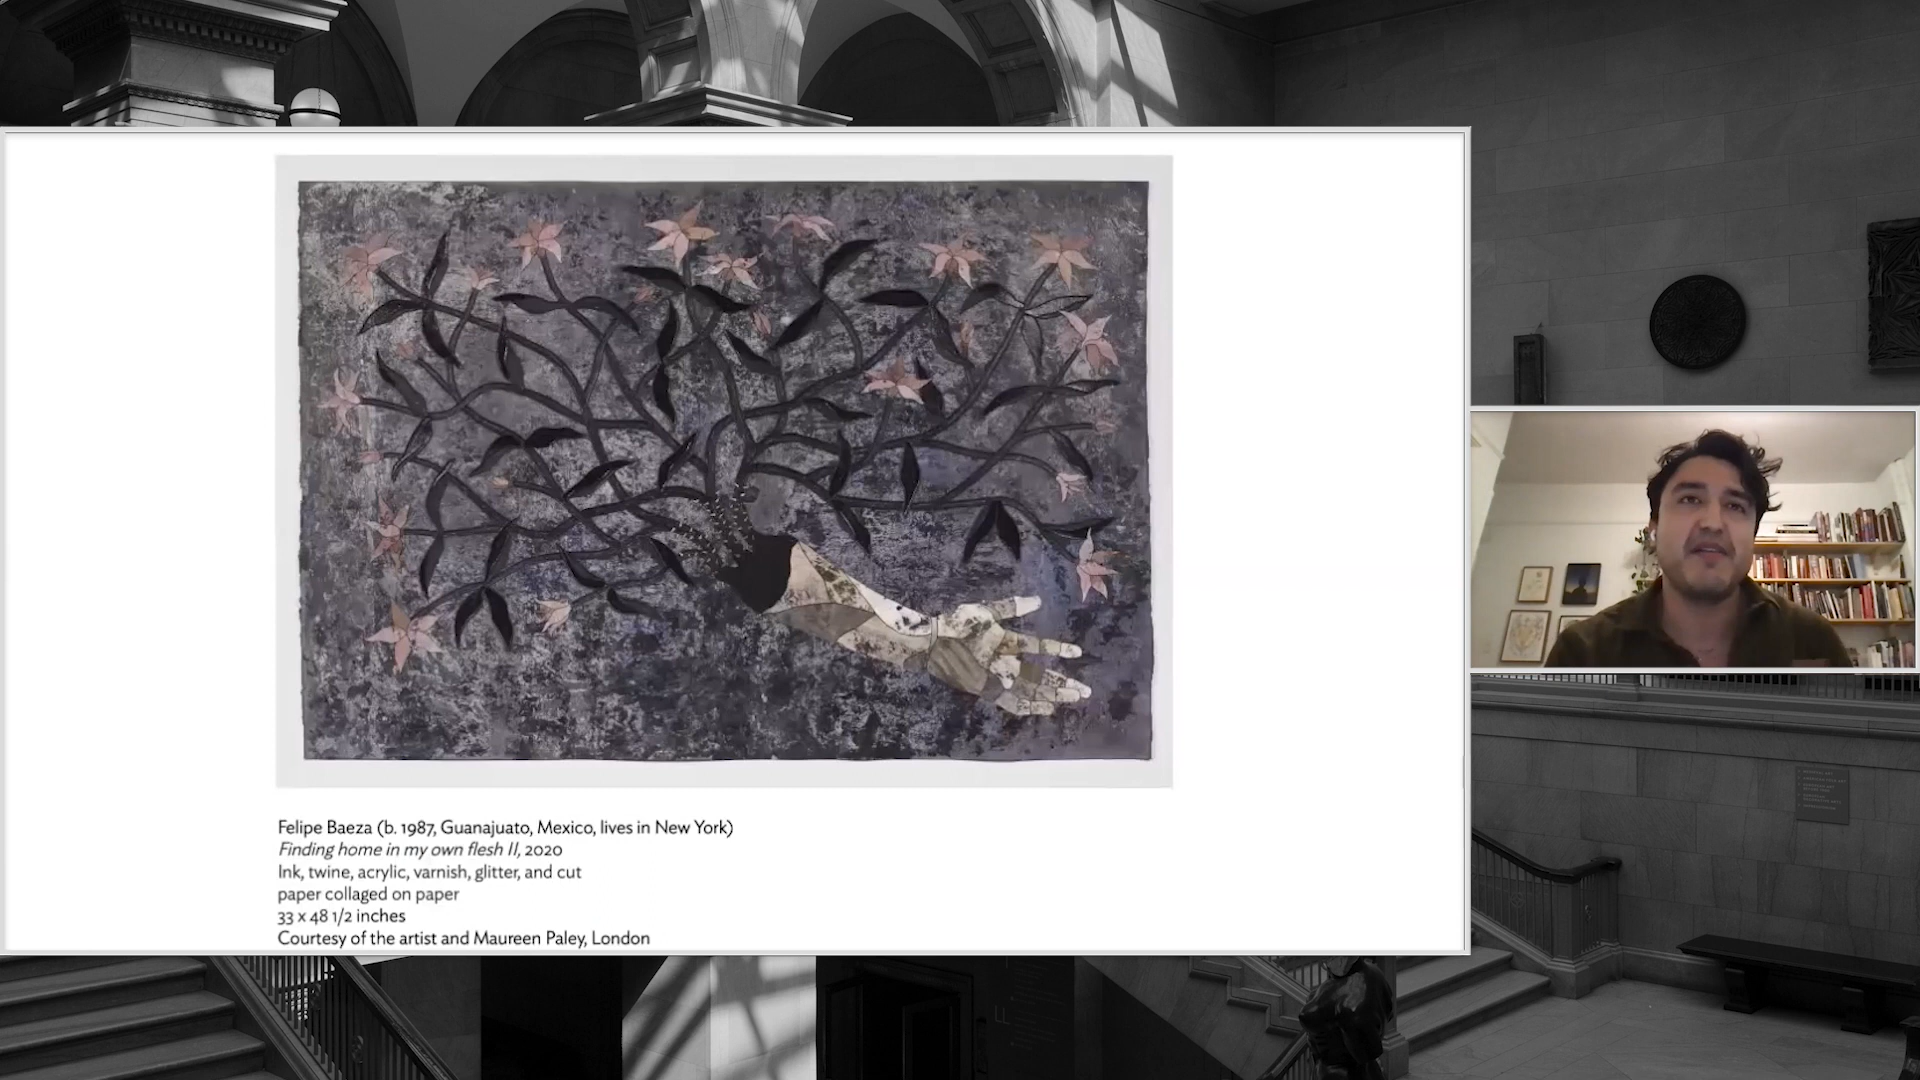 Felipe Baeza (b. 1987, Guanajuato, Mexico, lives in New York)
Finding home in my own flesh II, 2020
Ink, twine, acrylic, varnish, glitter, and cut
paper collaged on paper
33 x 48 1/2 inches
Courtesy of the artist and Maureen Paley, London